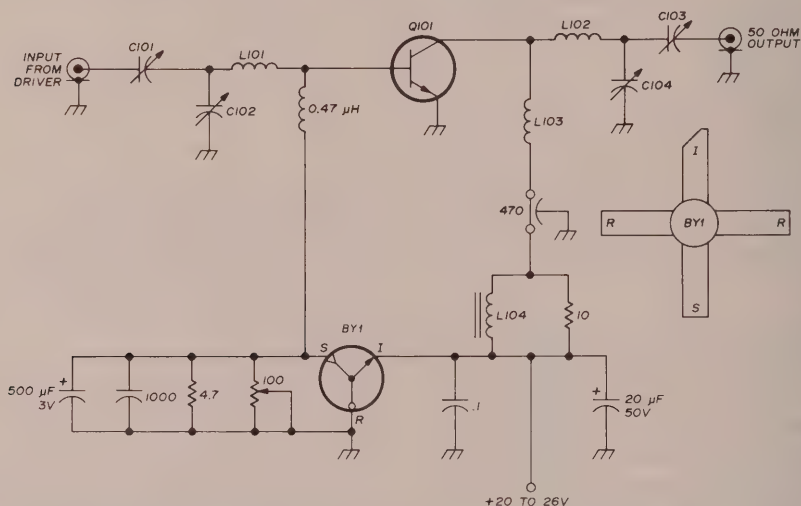 INPUT
FROM
DRIVER
C101
C102
L101
0.47 µH
Q101
L102
C103
C104
50 OHM
OUTPUT
L103
470
I
R
BY1
R
S
L104
10
BY1
S
I
R
500 µF
3V
+
1000
4.7
100
.1
+
20 µF
50V
+20 TO 26V